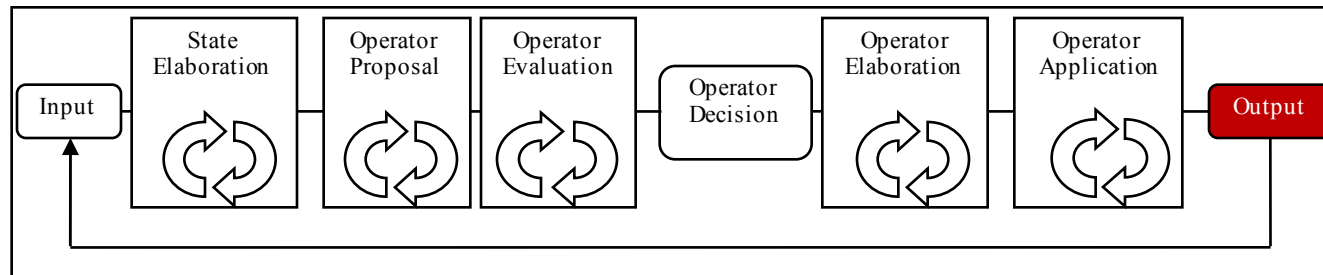 Input
State
Elaboration
Operator
Proposal
Operator
Evaluation
Operator
Decision
Operator
Elaboration
Operator
Application
Output